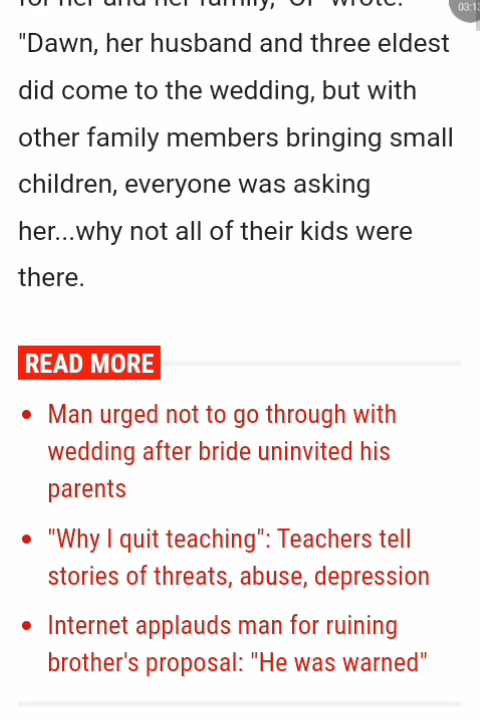 "Dawn, her husband and three eldest
did come to the wedding, but with
other family members bringing small
children, everyone was asking
her...why not all of their kids were
there.
READ MORE
• Man urged not to go through with
wedding after bride uninvited his
parents
• "Why I quit teaching": Teachers tell
stories of threats, abuse, depression
• Internet applauds man for ruining
brother's proposal: "He was warned"